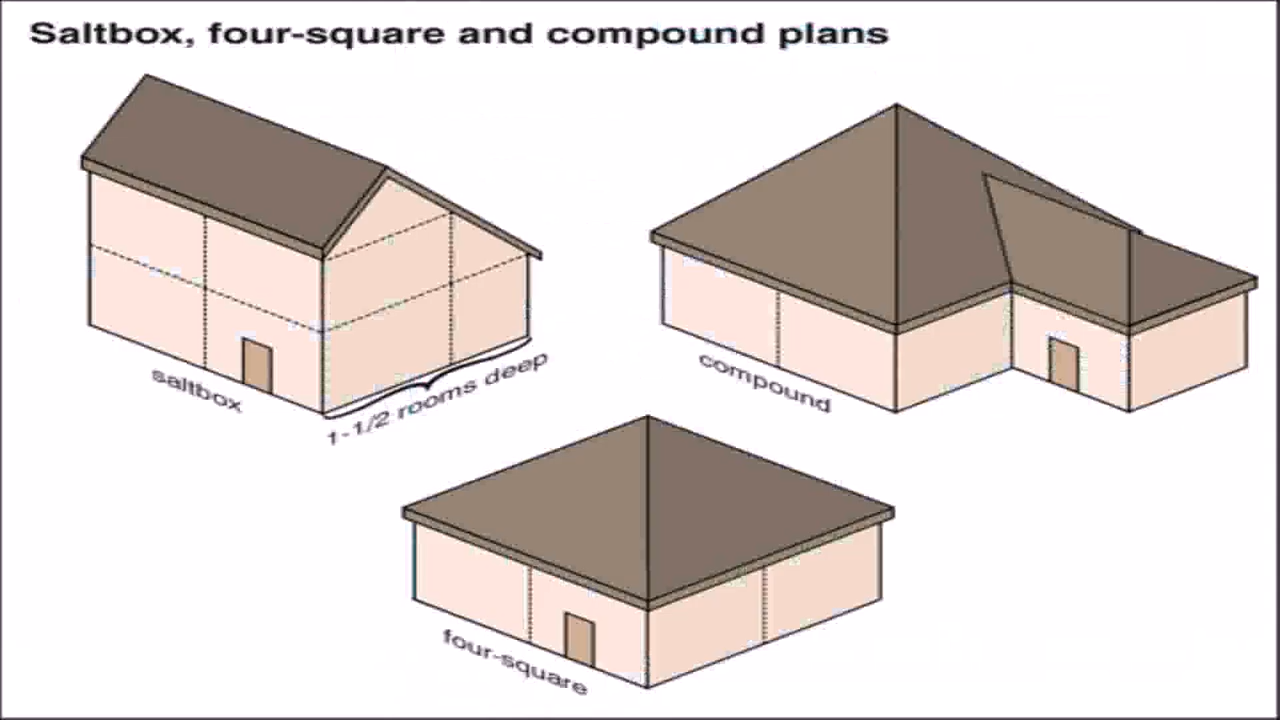 Saltbox, four-square and compound plans
saltbox
1-1/2 rooms deep
compound
four-square